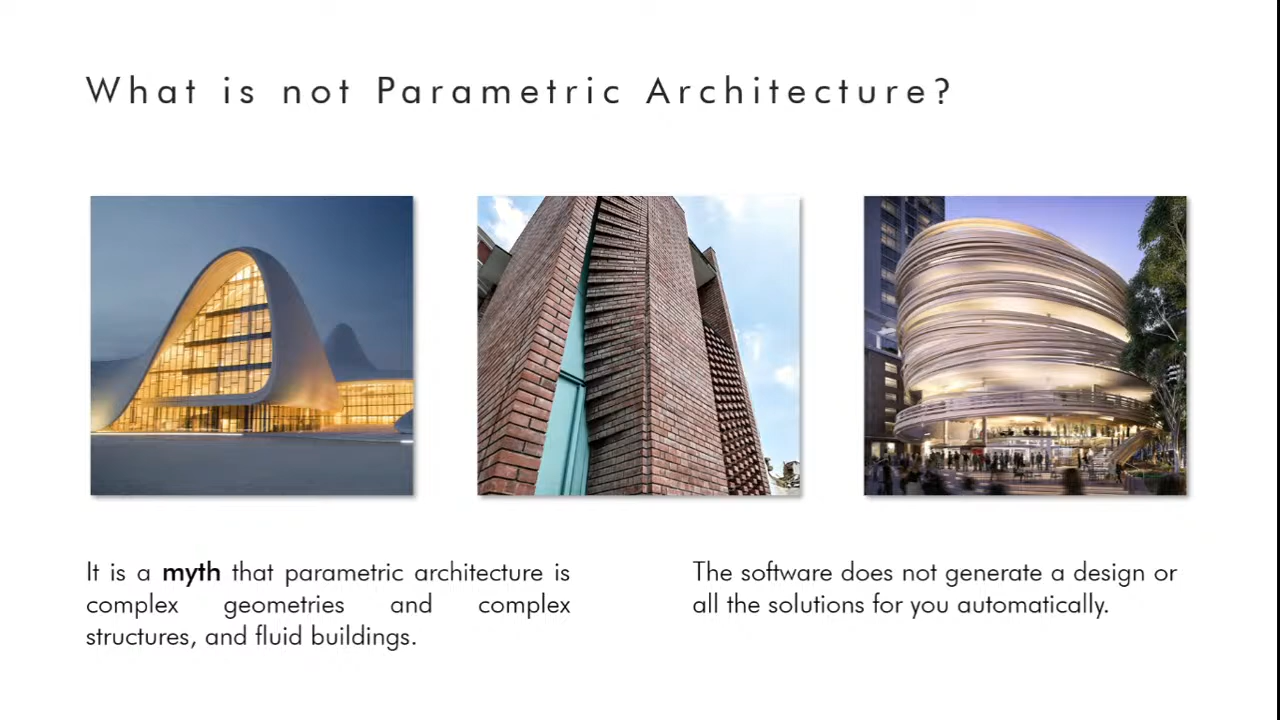 What is not Parametric Architecture?
It is a myth that parametric architecture is
complex geometries and complex
structures, and fluid buildings.
The software does not generate a design or
all the solutions for you automatically.